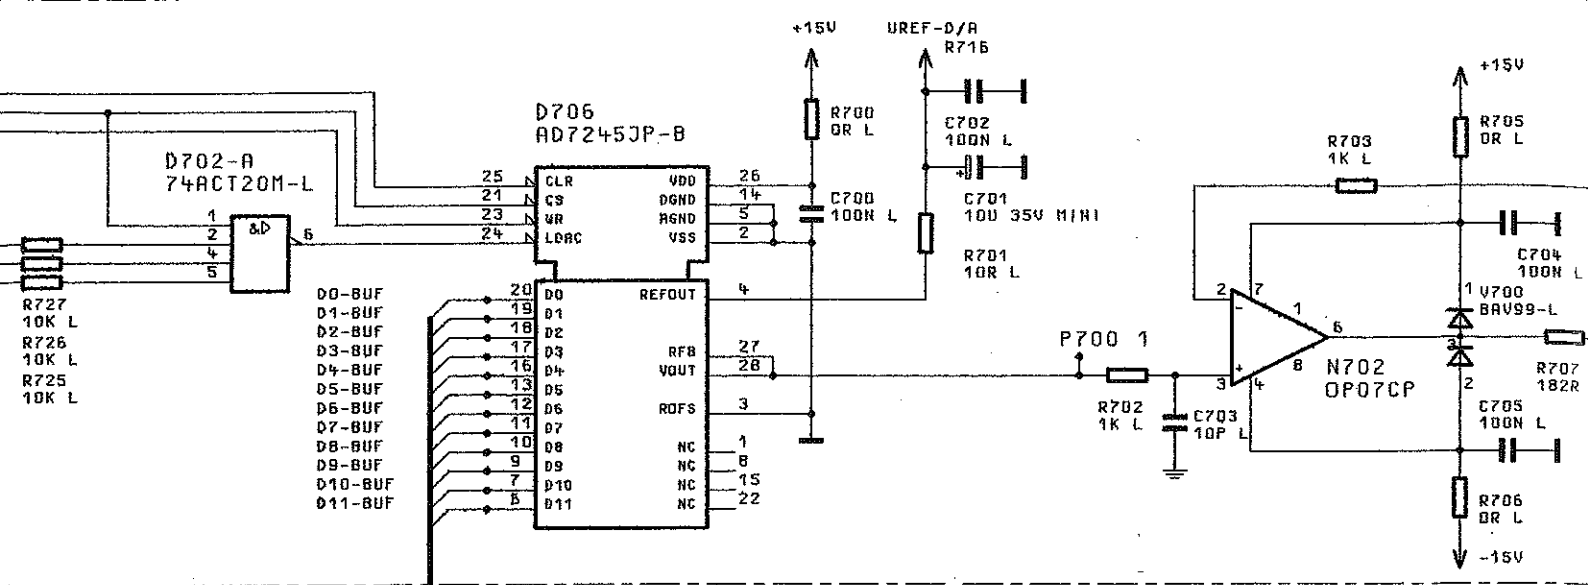 +15V
UREF-D/A
R716
+15V
D706
AD7245JP-B
R700
0R L
C702
100N L
R705
0R L
R703
1K L
D702-A
74ACT20M-L
25
CLR
VDD
26
21
CS
DGND
14
23
WR
AGND
5
24
LDAC
VSS
2
C700
100N L
+
C701
10U 35V MINI
R701
10R L
C704
100N L
1
2
4
5
&D
6
R727
10K L
R726
10K L
R725
10K L
D0-BUF
D1-BUF
D2-BUF
D3-BUF
D4-BUF
D5-BUF
D6-BUF
D7-BUF
D8-BUF
D9-BUF
D10-BUF
D11-BUF
20
D0
19
D1
18
D2
17
D3
16
D4
13
D5
12
D6
11
D7
10
D8
9
D9
7
D10
D11
REFOUT
4
RFB
27
VOUT
28
ROFS
3
NC
1
NC
8
NC
15
NC
22
P700 1
R702
1K L
C703
10P L
2
7
-
1
6
+
8
3
4
N702
OP07CP
1
V700
BAV99-L
3
2
R707
182R
C705
100N L
R706
0R L
-15V